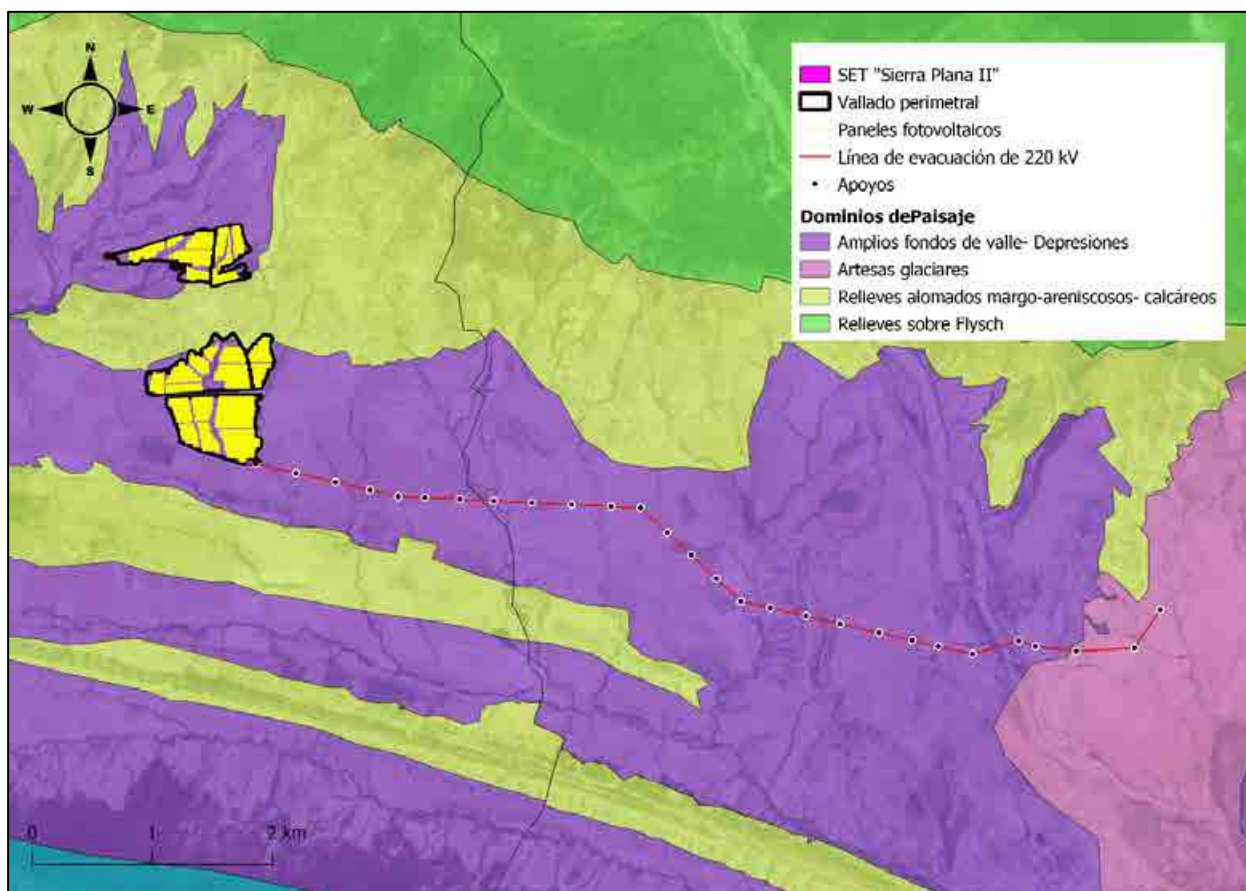 N
W E
S
SET "Sierra Plana II"
Vallado perimetral
Paneles fotovoltaicos
Línea de evacuación de 220 kV
Apoyos
Dominios dePaisaje
Amplios fondos de valle- Depresiones
Artesas glaciares
Relieves alomados margo-areniscosos- calcáreos
Relieves sobre Flysch
0 1 2 km